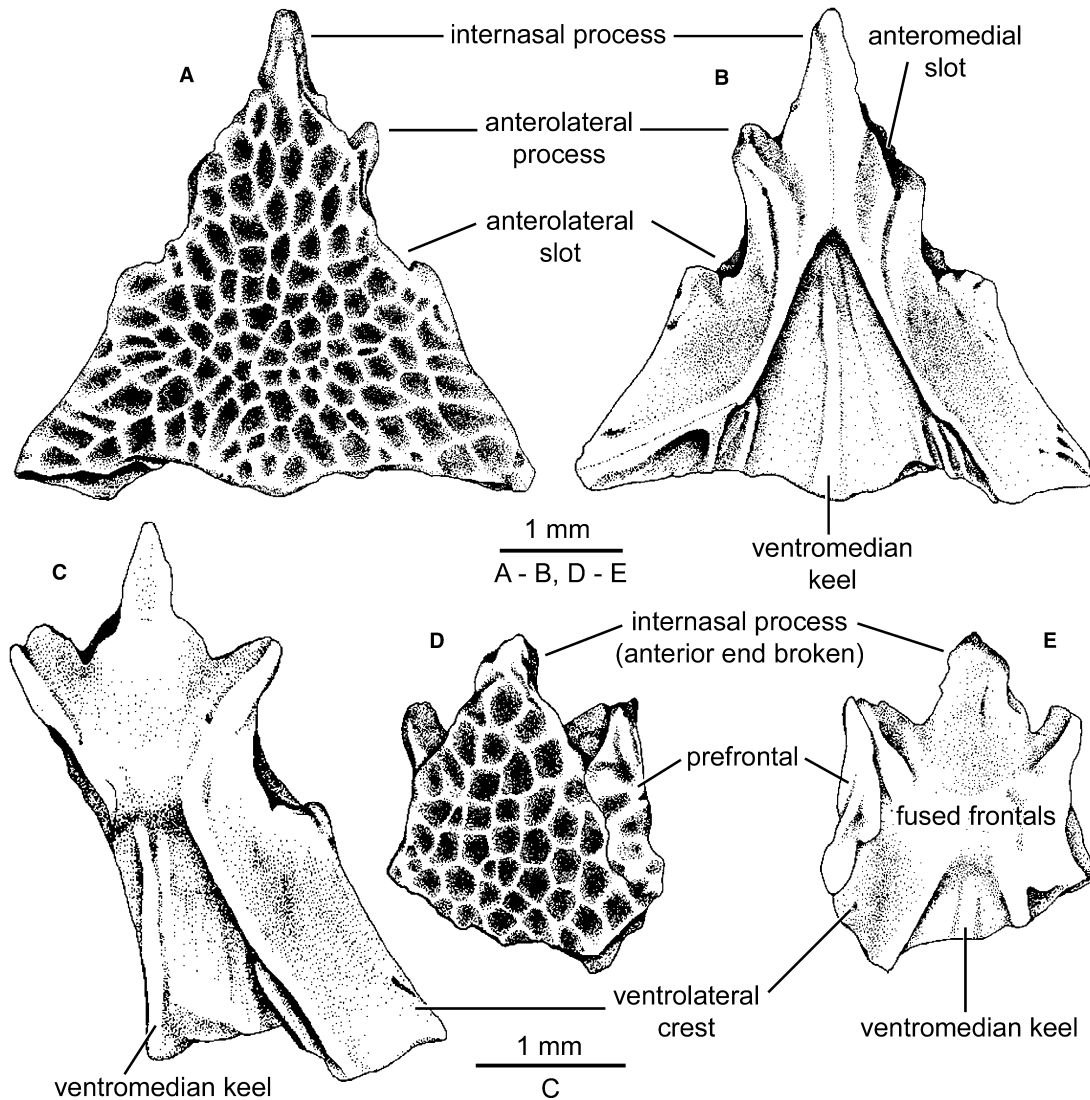 internasal process
anteromedial
slot
A
B
anterolateral
process
anterolateral
slot
1 mm
A - B, D - E
ventromedian
keel
C
internasal process
(anterior end broken)
D
E
prefrontal
fused frontals
ventrolateral
crest
ventromedian keel
1 mm
C
ventromedian keel